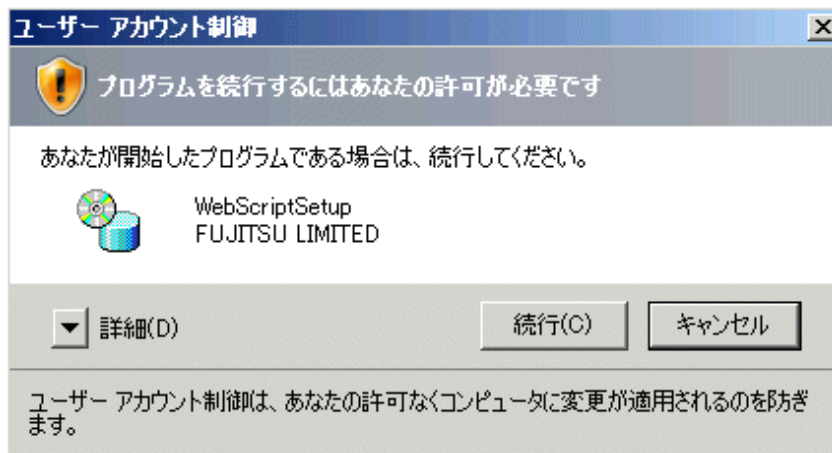 ユーザー アカウント制御
プログラムを続行するにはあなたの許可が必要です
あなたが開始したプログラムである場合は、続行してください。
WebScriptSetup
FUJITSU LIMITED
詳細(D)
続行(C)
キャンセル
ユーザー アカウント制御は、あなたの許可なくコンピュータに変更が適用されるのを防ぎ
ます。